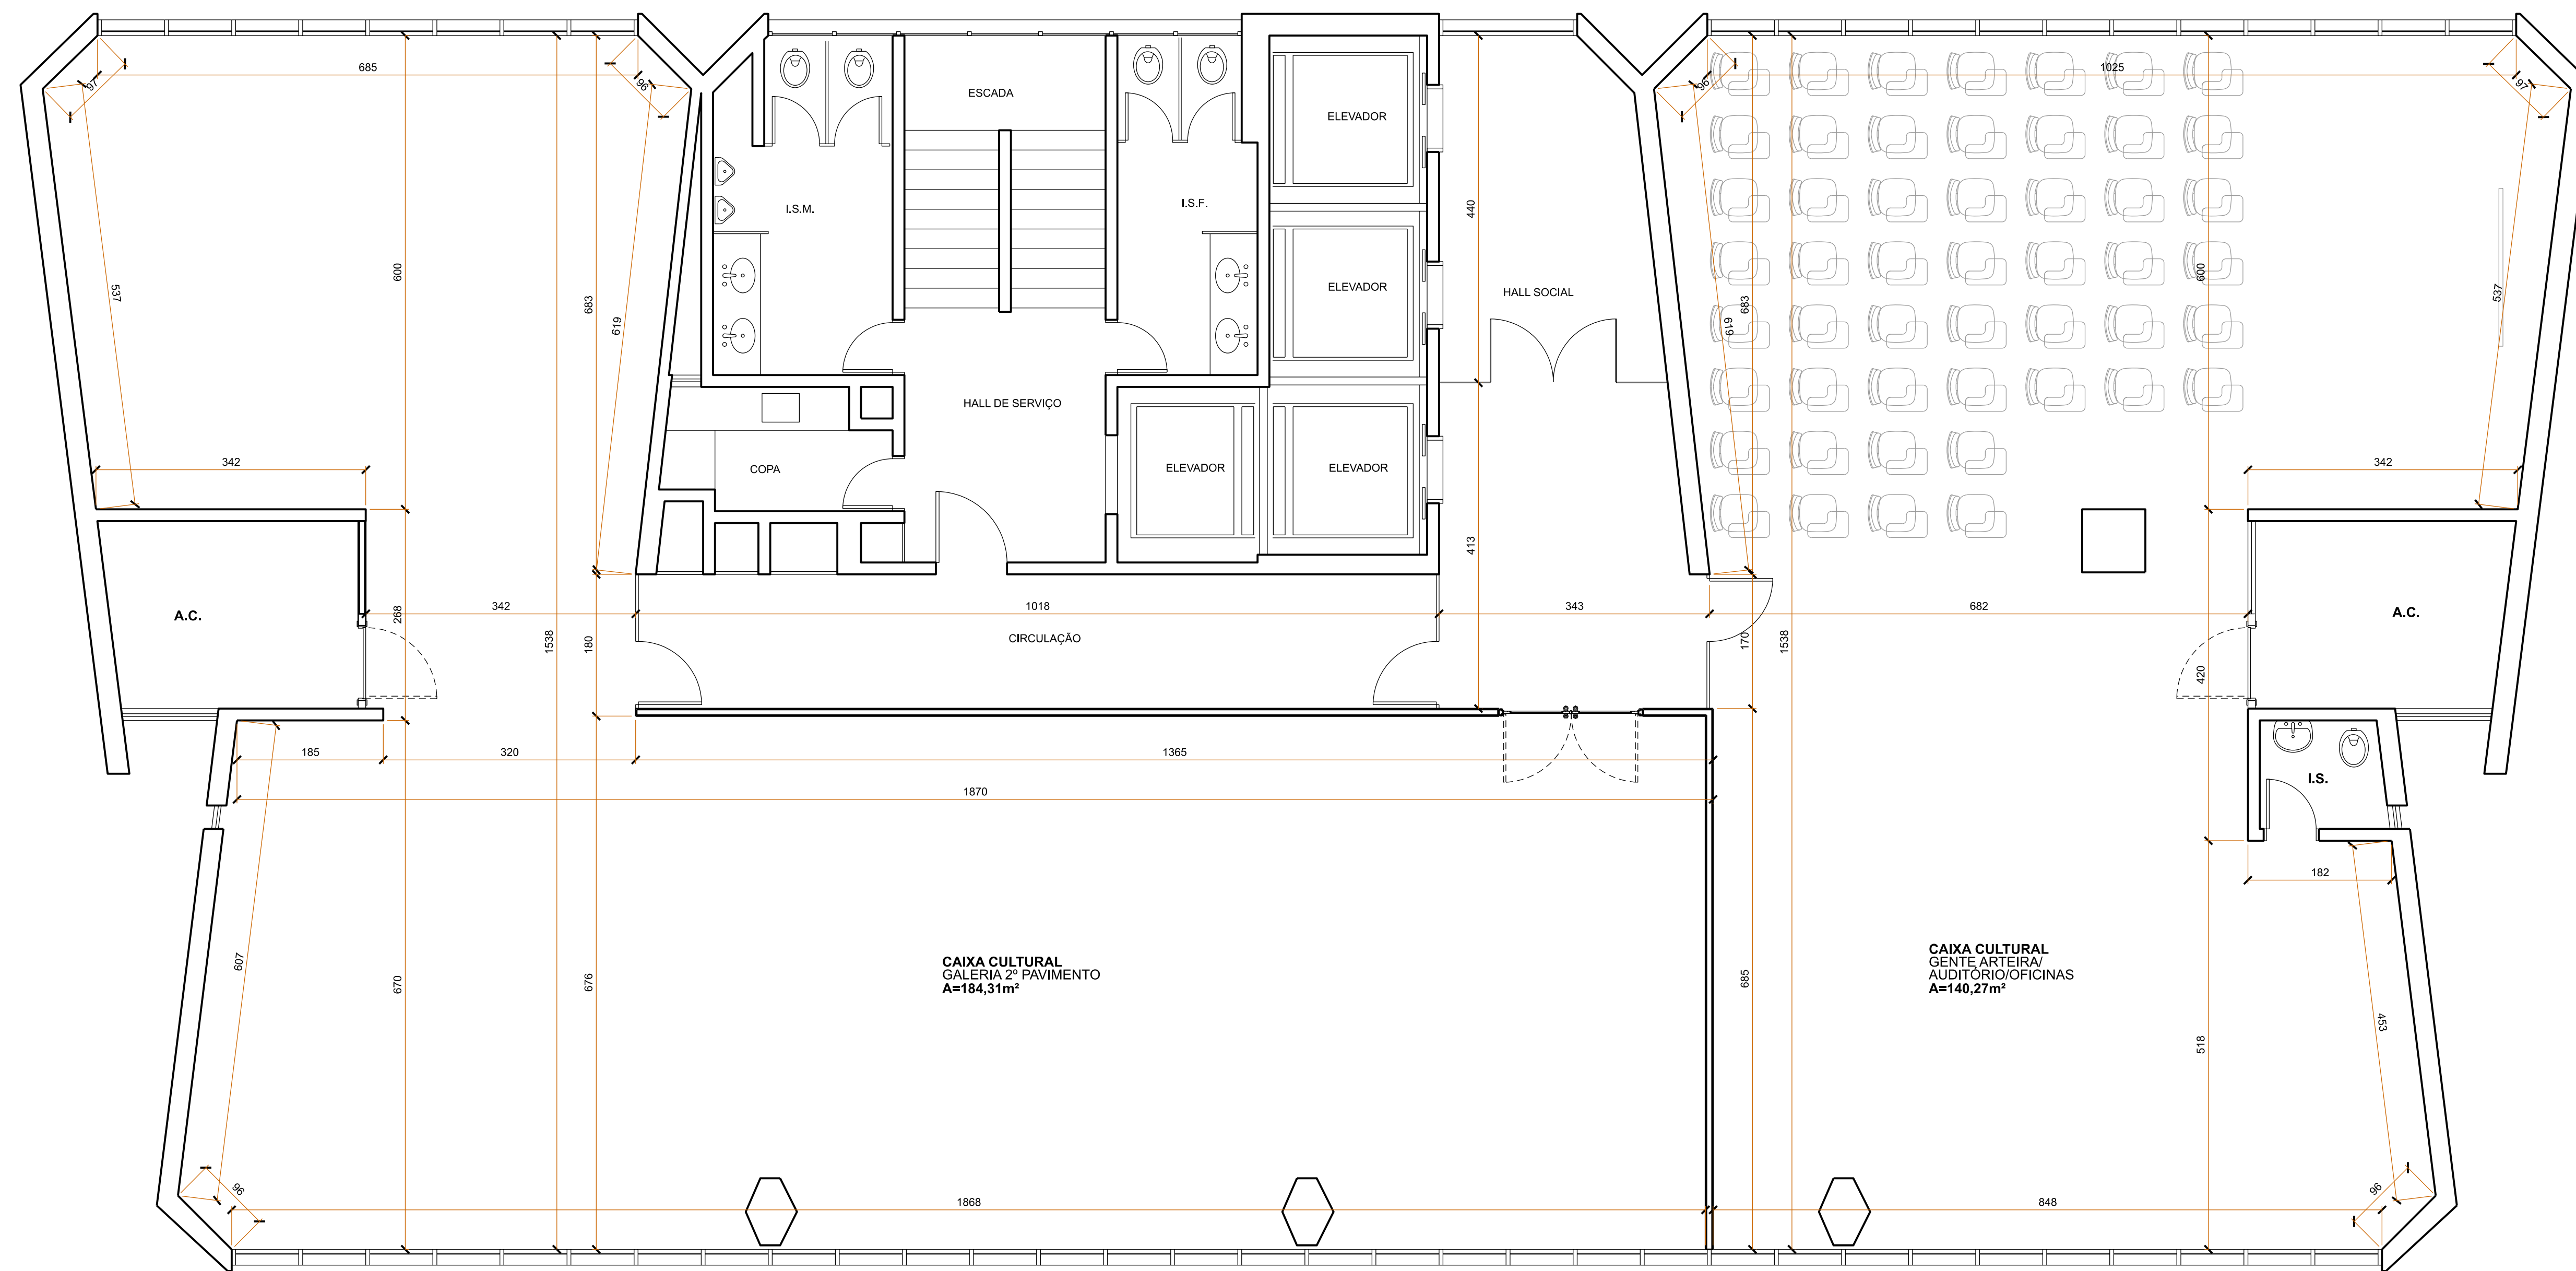 685
1025
97
96
96
97
ESCADA
ELEVADOR
I.S.M.
I.S.F.
440
600
537
683
619
ELEVADOR
HALL SOCIAL
683
619
600
537
HALL DE SERVIÇO
342
COPA
ELEVADOR
ELEVADOR
342
413
A.C.
342
268
1018
343
682
A.C.
1538
180
CIRCULAÇÃO
170
1538
420
185
320
1365
I.S.
1870
182
607
670
676
CAIXA CULTURAL
GALERIA 2º PAVIMENTO
A=184,31m²
685
CAIXA CULTURAL
GENTE ARTEIRA/
AUDITÓRIO/OFICINAS
A=140,27m²
518
453
96
1868
848
96